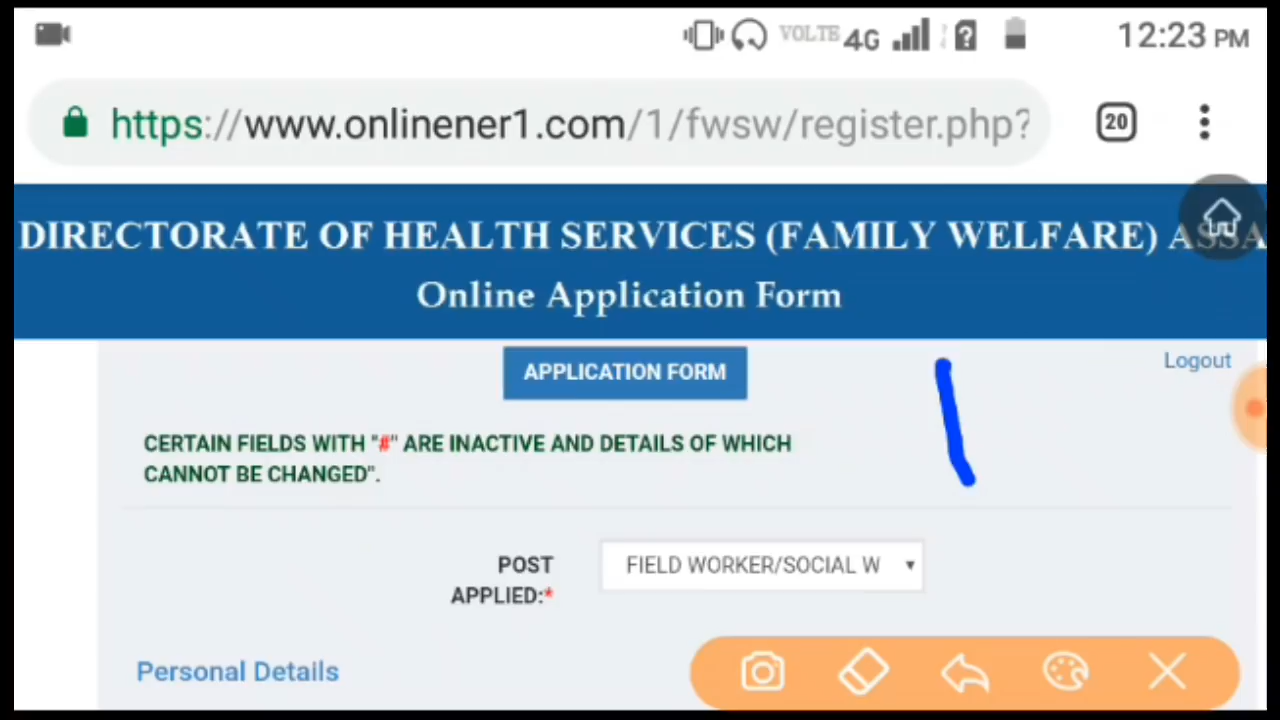 VOLTE 4G 12:23 PM
https://www.onlinener1.com/1/fwsw/register.php? 20
DIRECTORATE OF HEALTH SERVICES (FAMILY WELFARE) ASSA
Online Application Form
APPLICATION FORM
Logout
CERTAIN FIELDS WITH "#" ARE INACTIVE AND DETAILS OF WHICH
CANNOT BE CHANGED".
POST
APPLIED:*
FIELD WORKER/SOCIAL W
Personal Details